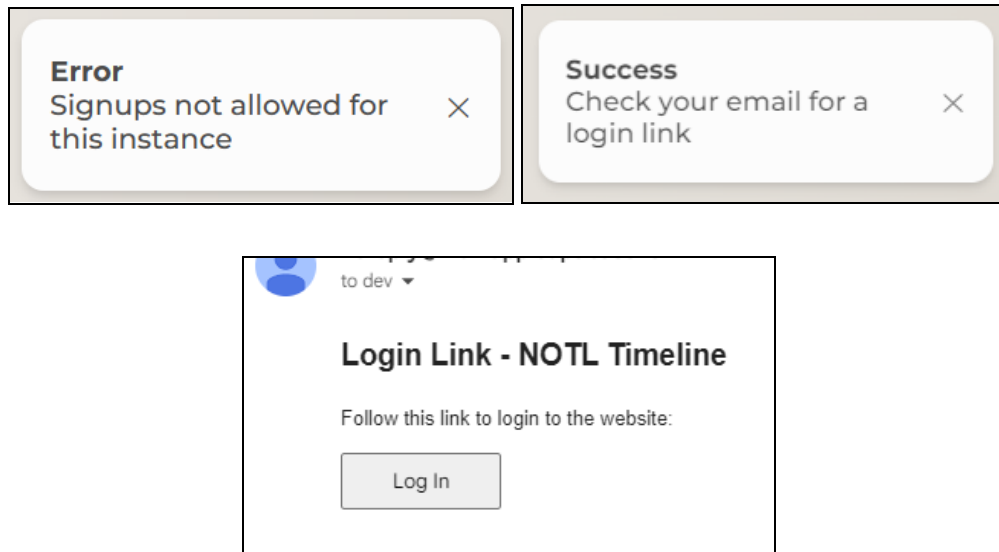 Error
Signups not allowed for
this instance
Success
Check your email for a
login link
to dev
Login Link - NOTL Timeline
Follow this link to login to the website:
Log In